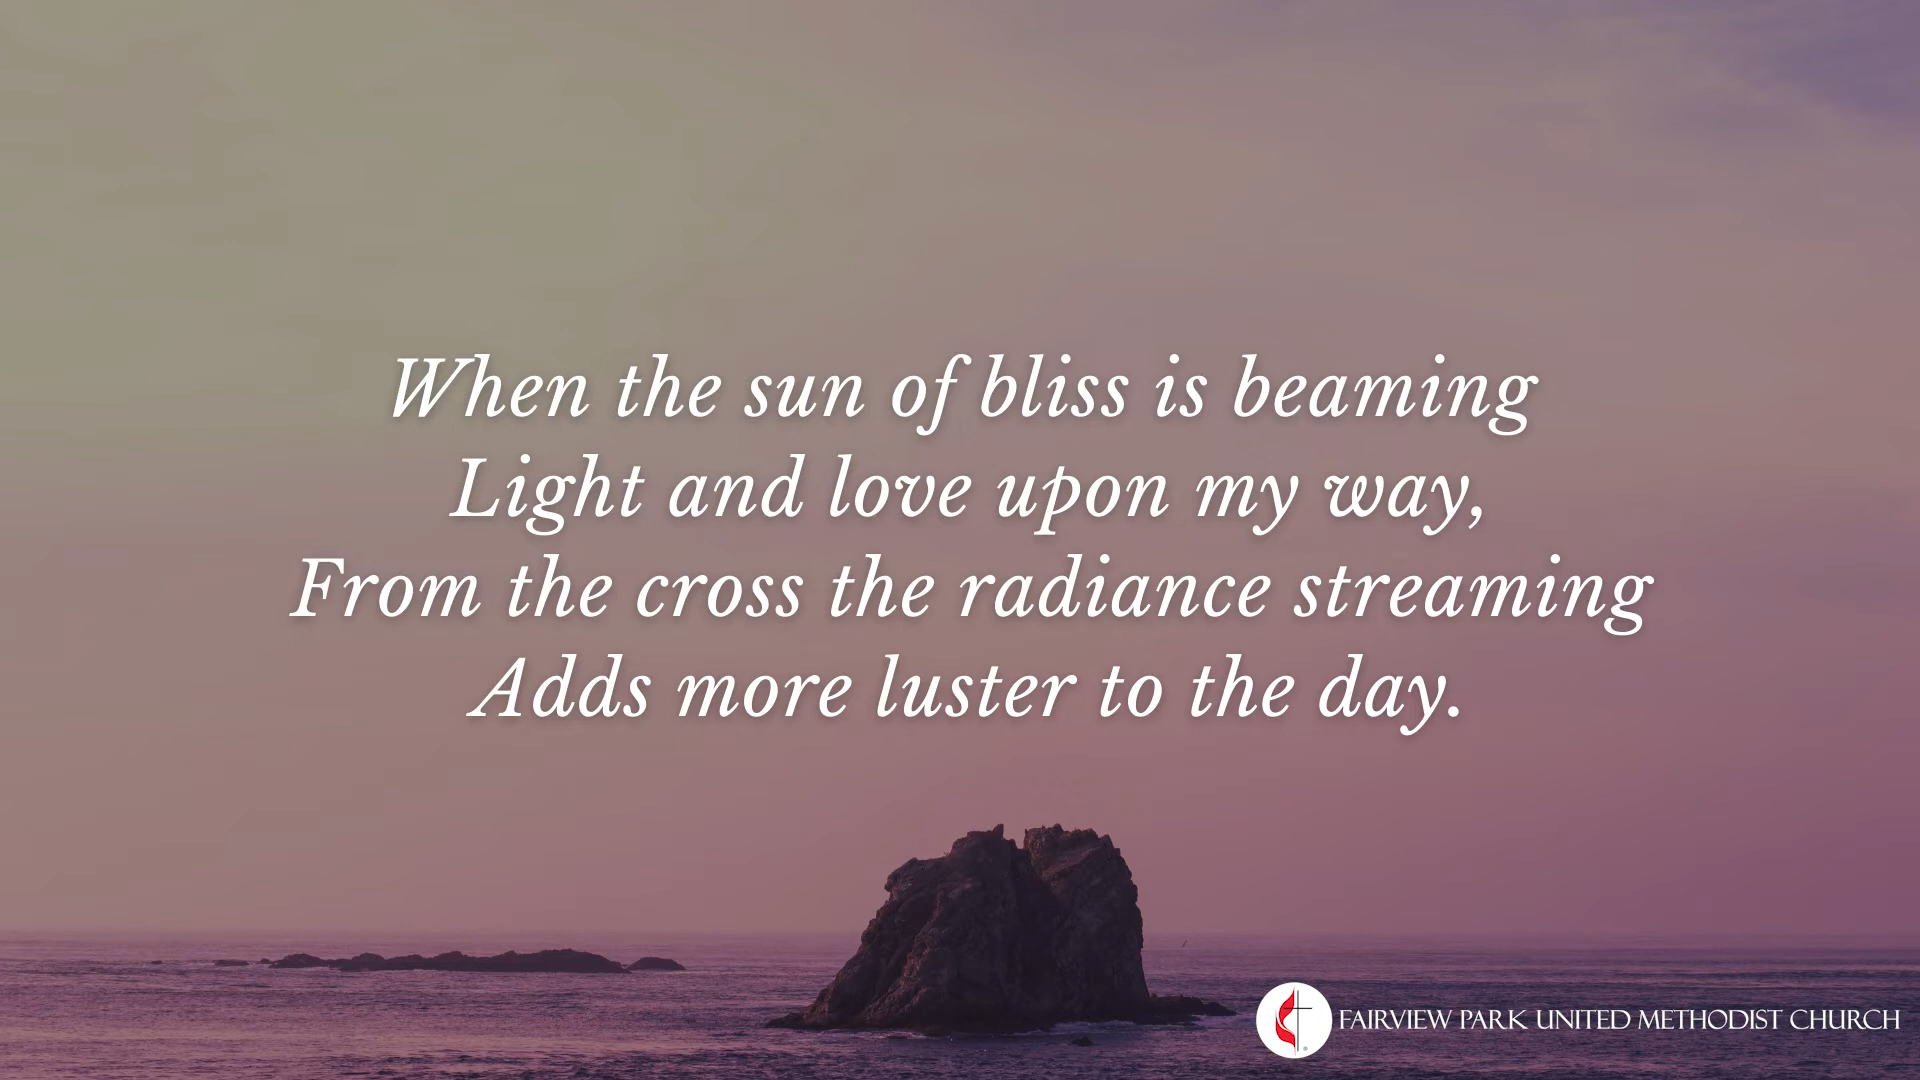 When the sun of bliss is beaming
Light and love upon my way,
From the cross the radiance streaming
Adds more luster to the day.
FAIRVIEW PARK UNITED METHODIST CHURCH